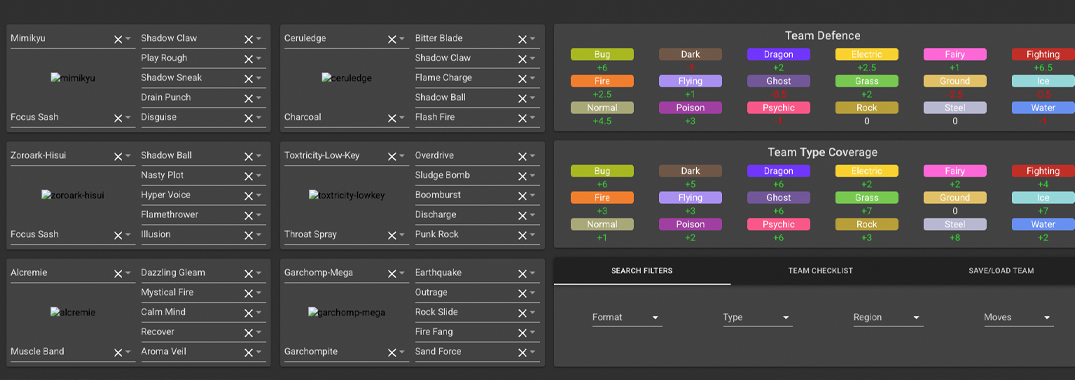 Mimikyu
Shadow Claw
Play Rough
mimikyu
Shadow Sneak
Drain Punch
Focus Sash
Disguise
Ceruledge
Bitter Blade
Shadow Claw
ceruledge
Flame Charge
Shadow Ball
Charcoal
Flash Fire
Zoroark-Hisui
Shadow Ball
Nasty Plot
zoroark-hisui
Hyper Voice
Flamethrower
Focus Sash
Illusion
Toxtricity-Low-Key
Overdrive
Sludge Bomb
toxtricity-lowkey
Boomburst
Discharge
Throat Spray
Punk Rock
Alcremie
Dazzling Gleam
Mystical Fire
alcremie
Calm Mind
Recover
Muscle Band
Aroma Veil
Garchomp-Mega
Earthquake
Outrage
garchomp-mega
Rock Slide
Fire Fang
Garchompite
Sand Force
Team Defence
Bug Dark Dragon Electric Fairy Fighting
+6 -1 +2 +2.5 +1 +6.5
Fire Flying Ghost Grass Ground Ice
+2.5 +1 +2
Normal Poison Psychic Rock Steel Water
+4.5 +3 -1 0 0 -1
Team Type Coverage
Bug Dark Dragon Electric Fairy Fighting
+6 +5 +6 +2 +2 +4
Fire Flying Ghost Grass Ground Ice
+3 +3 +6 +7 0 +7
Normal Poison Psychic Rock Steel Water
+1 +2 +6 +3 +8 +2
SEARCH FILTERS TEAM CHECKLIST SAVE/LOAD TEAM
Format Type Region Moves